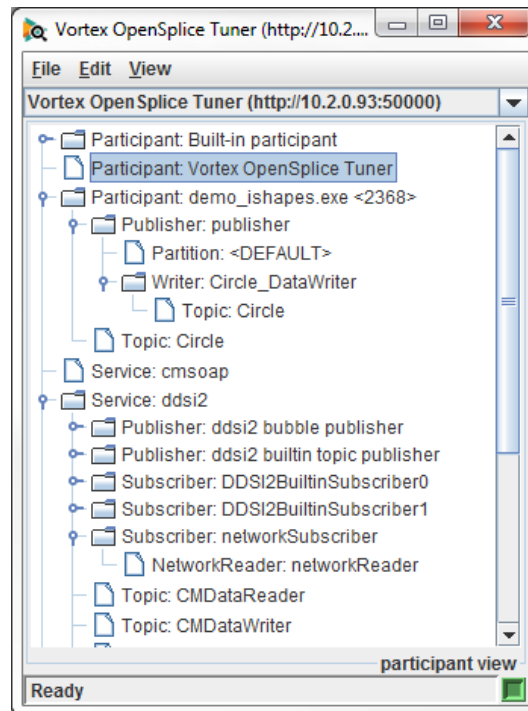 Vortex OpenSplice Tuner (http://10.2....
File Edit View
Vortex OpenSplice Tuner (http://10.2.0.93:50000)
Participant: Built-in participant
Participant: Vortex OpenSplice Tuner
Participant: demo_ishapes.exe <2368>
Publisher: publisher
Partition: <DEFAULT>
Writer: Circle_DataWriter
Topic: Circle
Topic: Circle
Service: cmsoap
Service: ddsi2
Publisher: ddsi2 bubble publisher
Publisher: ddsi2 builtin topic publisher
Subscriber: DDSI2BuiltinSubscriber0
Subscriber: DDSI2BuiltinSubscriber1
Subscriber: networkSubscriber
NetworkReader: networkReader
Topic: CMDataReader
Topic: CMDataWriter
participant view
Ready